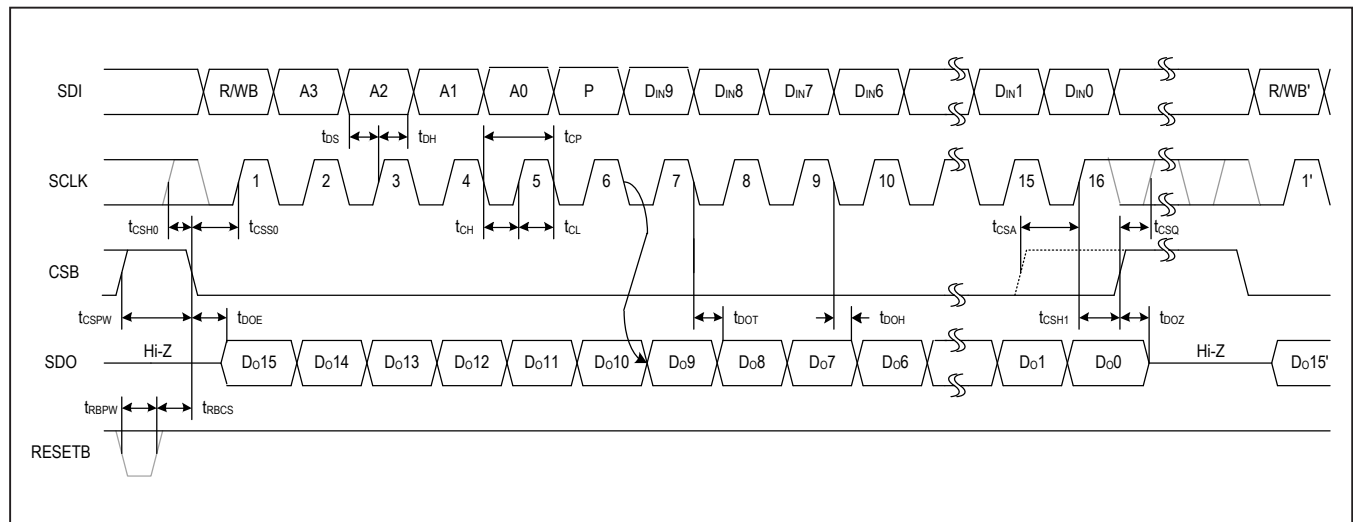 SDI R/WB A3 A2 A1 A0 P DIN9 DIN8 DIN7 DIN6 DIN1 DIN0 R/WB'
tDS tDH tCP
SCLK 1 2 3 4 5 6 7 8 9 10 15 16 1'
tCSH0 tCSS0 tCH tCL tCSA tCSQ
CSB
tCSPW tDOE tDOT tDOH tCSH1 tDOZ
SDO Hi-Z DO15 DO14 DO13 DO12 DO11 DO10 DO9 DO8 DO7 DO6 DO1 DO0 Hi-Z DO15'
tRBPW tRBCS
RESETB